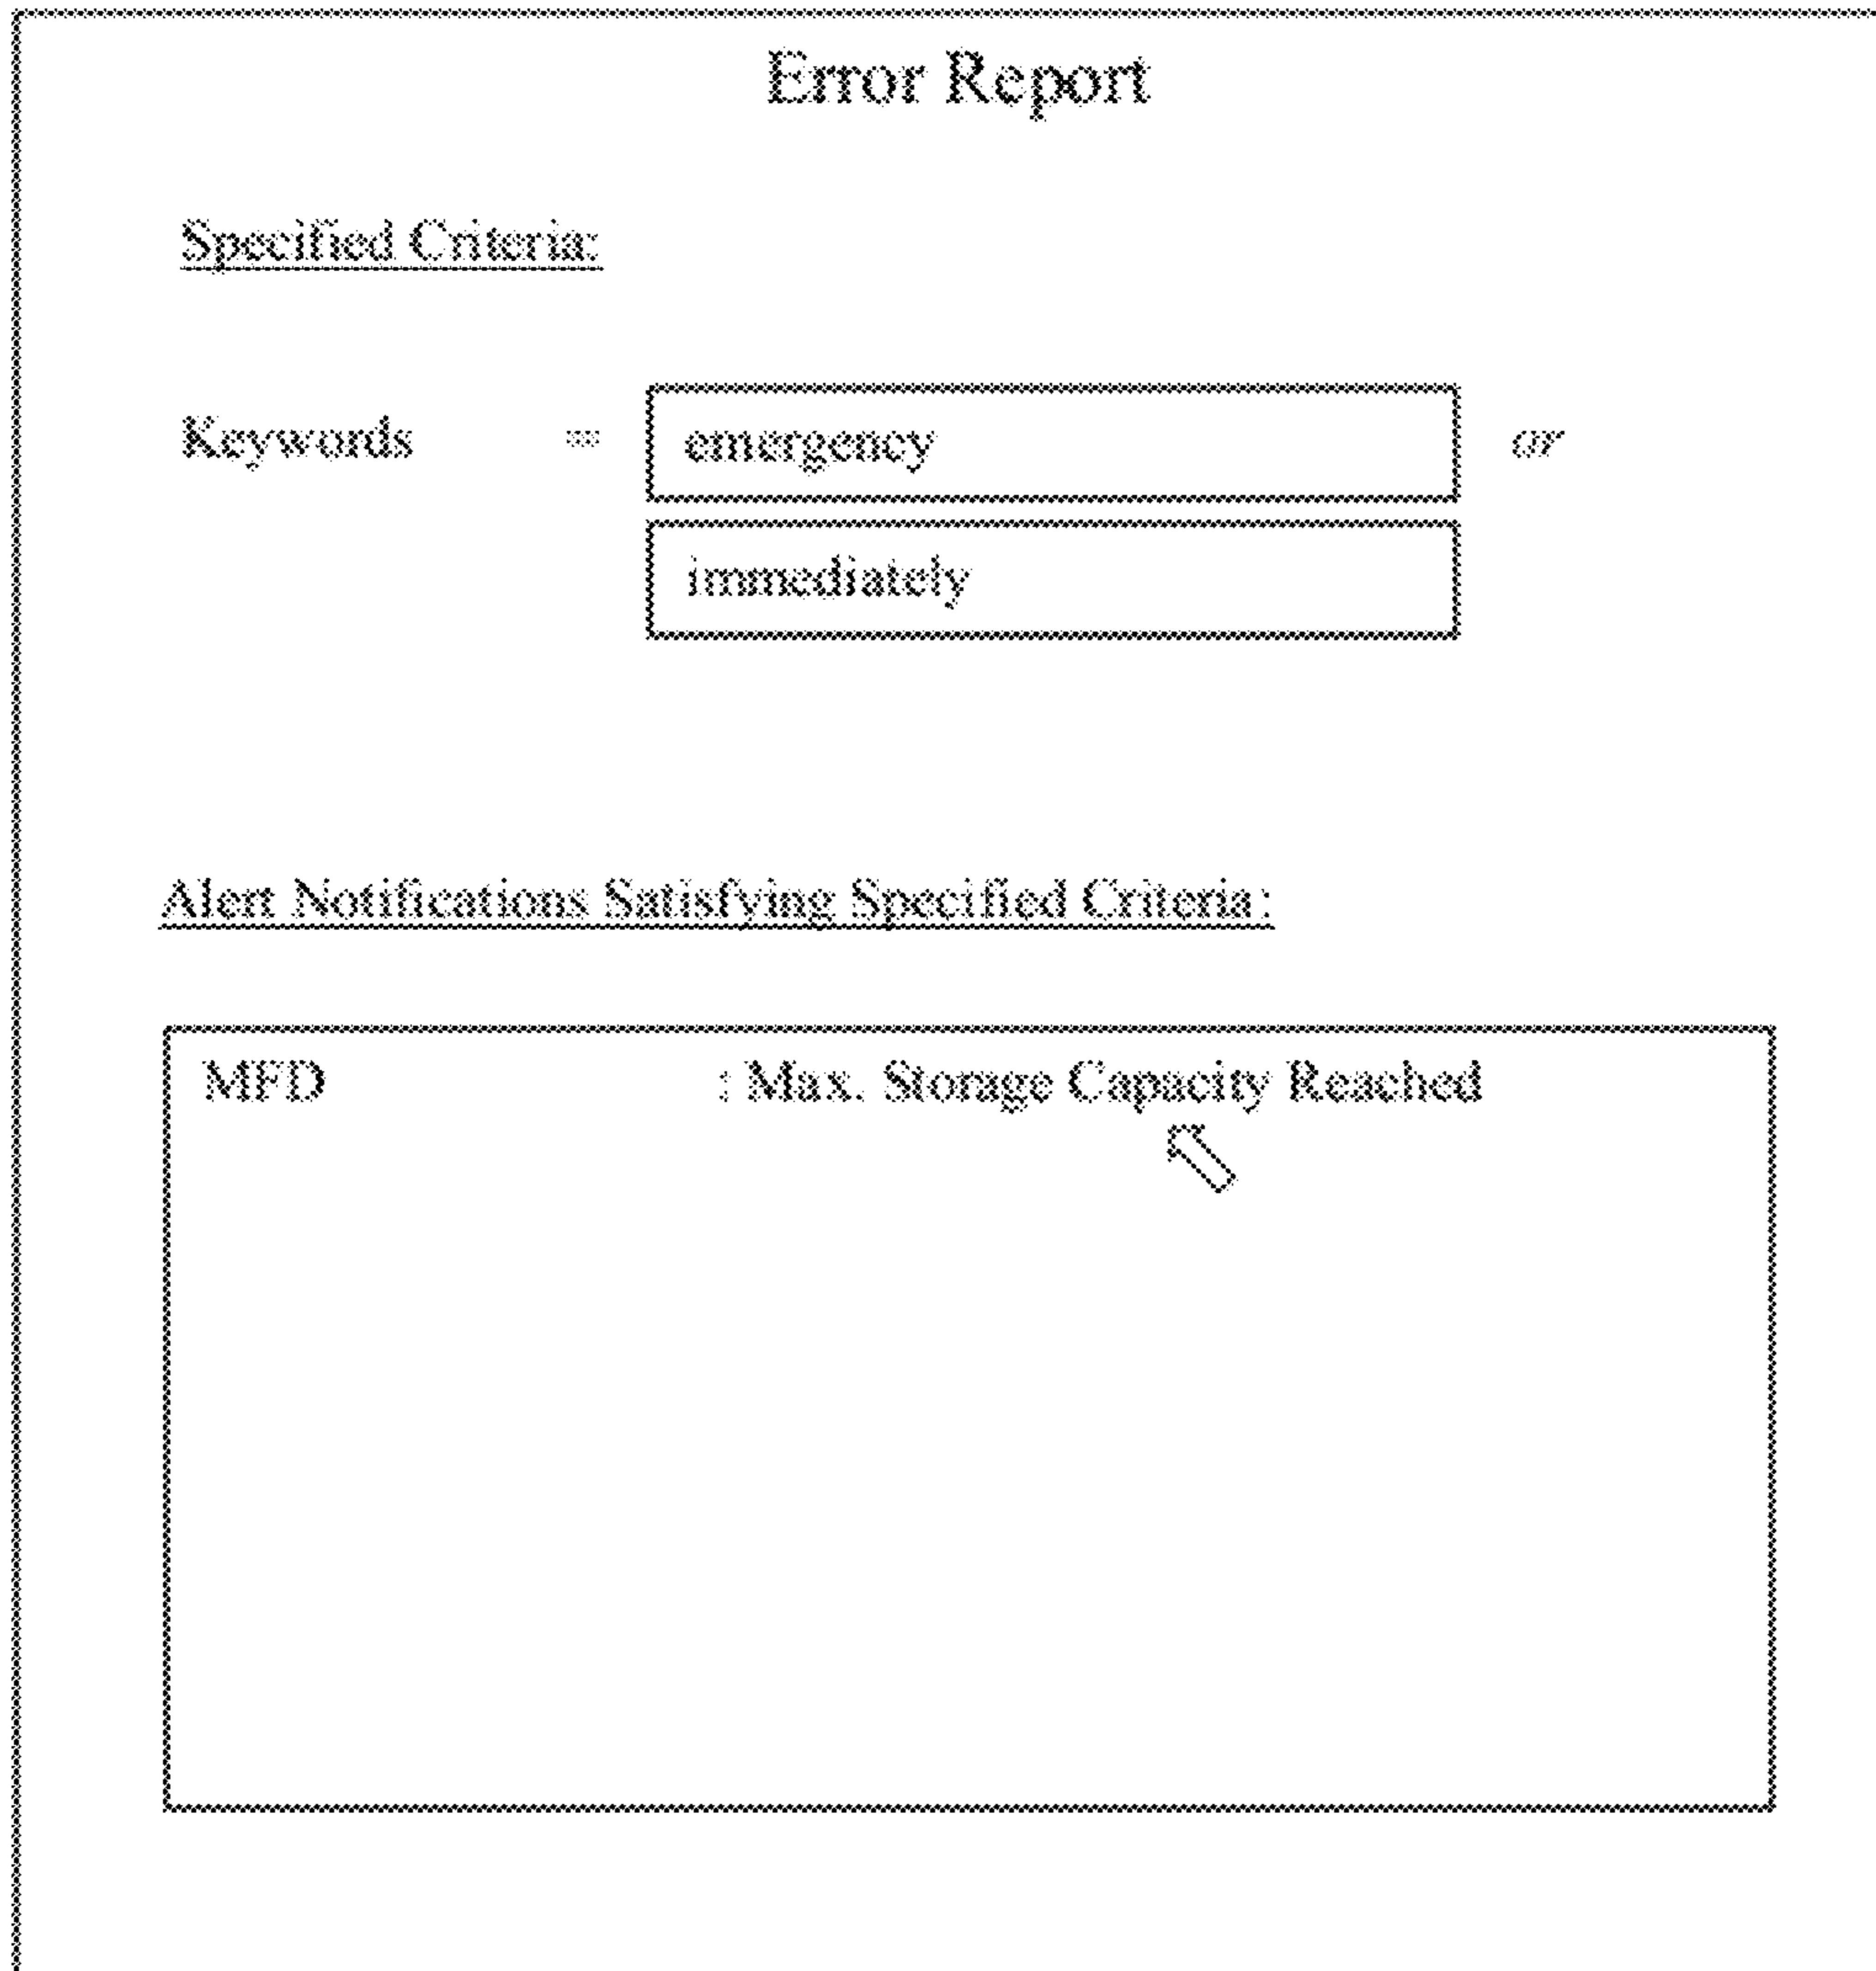 Error Report
Specified Criteria:
Keywords = emergency or
immediately
Alert Notifications Satisfying Specified Criteria:
MFD : Max. Storage Capacity Reached